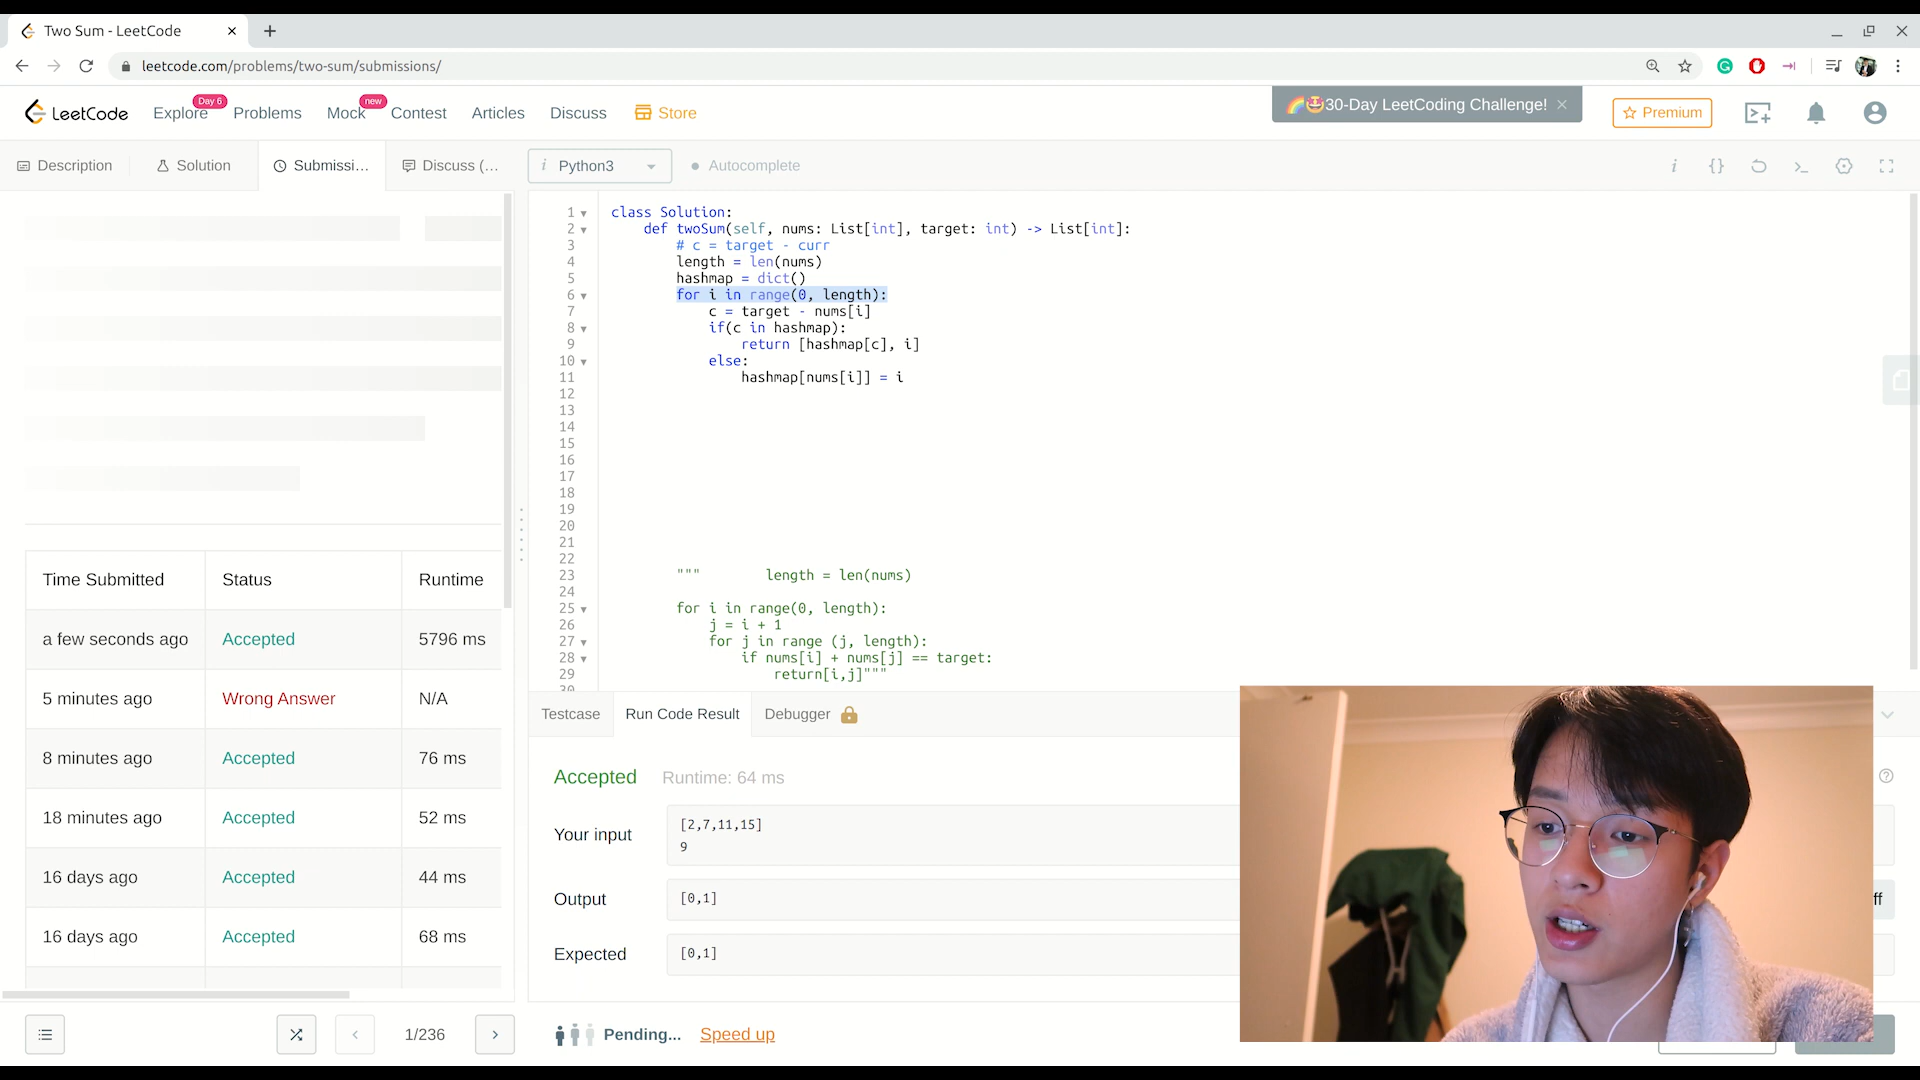 Two Sum - LeetCode
leetcode.com/problems/two-sum/submissions/
LeetCode
Explore
Day 6
Problems
Mock
new
Contest
Articles
Discuss
Store
🌈🤩30-Day LeetCoding Challenge!
Premium
Description
Solution
Submissi...
Discuss (...
i Python3
Autocomplete
1 class Solution:
2 def twoSum(self, nums: List[int], target: int) -> List[int]:
3 # c = target - curr
4 length = len(nums)
5 hashmap = dict()
6 for i in range(0, length):
7 c = target - nums[i]
8 if(c in hashmap):
9 return [hashmap[c], i]
10 else:
11 hashmap[nums[i]] = i
12
13
14
15
16
17
18
19
20
21
22
23 """ length = len(nums)
24
25 for i in range(0, length):
26 j = i + 1
27 for j in range (j, length):
28 if nums[i] + nums[j] == target:
29 return[i,j]"""
30
Time Submitted Status Runtime
a few seconds ago Accepted 5796 ms
5 minutes ago Wrong Answer N/A
8 minutes ago Accepted 76 ms
18 minutes ago Accepted 52 ms
16 days ago Accepted 44 ms
16 days ago Accepted 68 ms
1/236
Testcase
Run Code Result
Debugger
Accepted Runtime: 64 ms
Your input
[2,7,11,15]
9
Output
[0,1]
ff
Expected
[0,1]
Pending...
Speed up